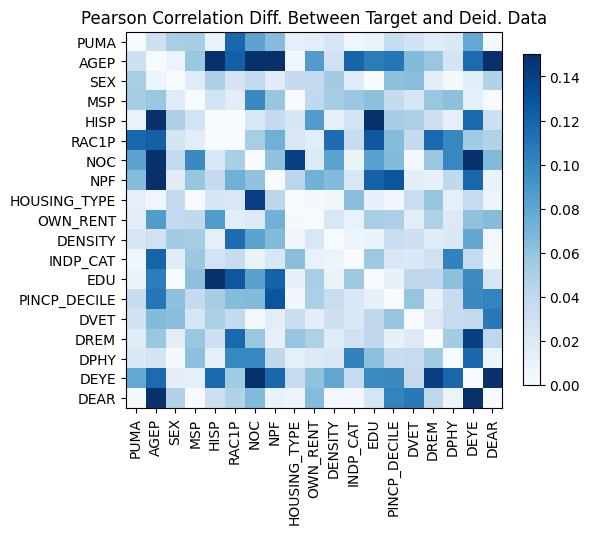 Pearson Correlation Diff. Between Target and Deid. Data
PUMA
AGEP
SEX
MSP
HISP
RAC1P
NOC
NPF
HOUSING_TYPE
OWN_RENT
DENSITY
INDP_CAT
EDU
PINCP_DECILE
DVET
DREM
DPHY
DEYE
DEAR
0.14
0.12
0.10
0.08
0.06
0.04
0.02
0.00
PUMA
AGEP
SEX
MSP
HISP
RAC1P
NOC
NPF
HOUSING_TYPE
OWN_RENT
DENSITY
INDP_CAT
EDU
PINCP_DECILE
DVET
DREM
DPHY
DEYE
DEAR